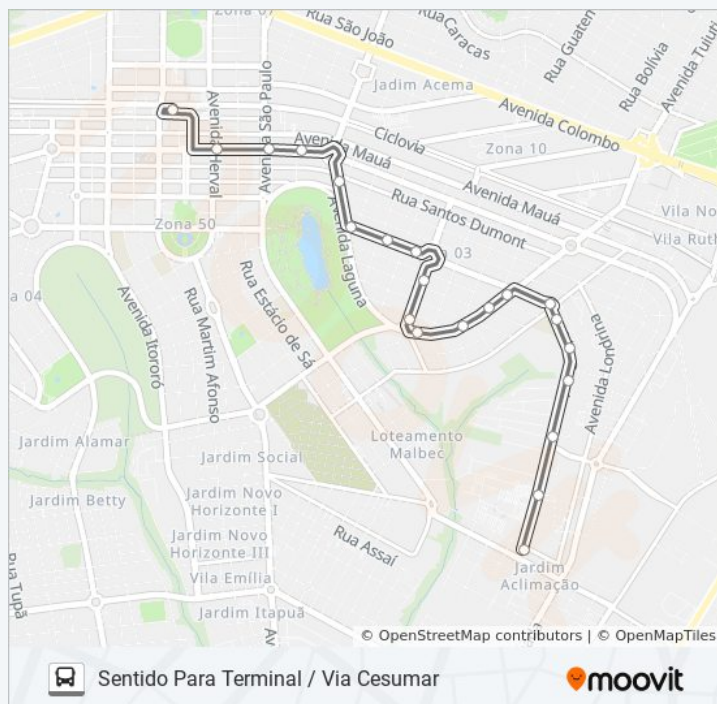 Zona 07
Rua São João
Rua Caracas
Rua Guatem
Rua Bolívia
Avenida Tuiuti
Jadim Acema
Avenida Colombo
Avenida Herval
Avenida São Paulo
Ciclovia
Avenida Mauá
Zona 10
Avenida Mauá
Rua Santos Dumont
Vila No
Vila Ruth
Zona 50
Avenida Laguna
03
a 04
Avenida Itororó
Rua Martim Afonso
Rua Estácio de Sá
Avenida Londrina
Jardim Alamar
Jardim Social
Loteamento
Malbec
Jardim Betty
Jardim Novo
Horizonte I
Jardim Novo
Horizonte III
Rua Assaí
Rua Tupã
Vila Emília
Jardim Itapuã
Av
Jardim
Aclimação
© OpenStreetMap contributors | © OpenMapTiles
Sentido Para Terminal / Via Cesumar
moovit